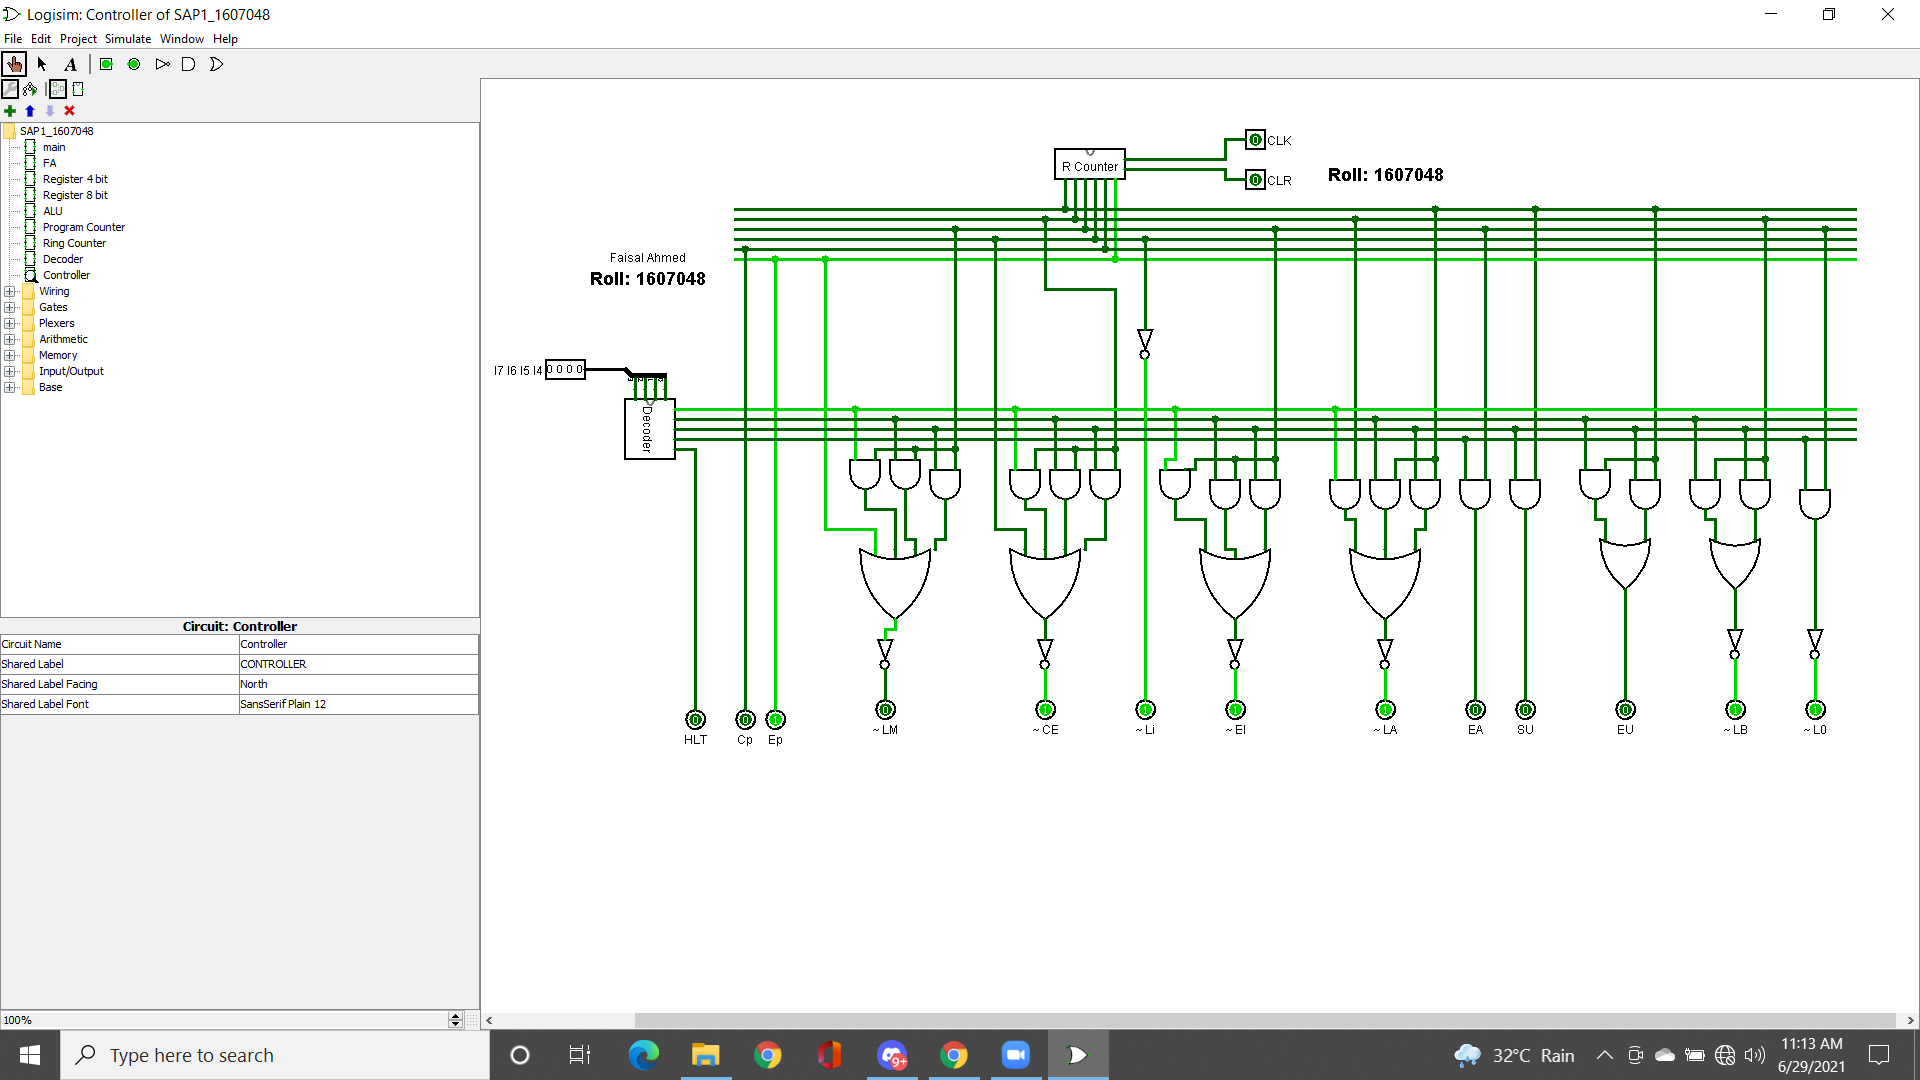 Logisim: Controller of SAP1_1607048
File Edit Project Simulate Window Help
A
SAP1_1607048
main
FA
Register 4 bit
Register 8 bit
ALU
Program Counter
Ring Counter
Decoder
Controller
Wiring
Gates
Plexers
Arithmetic
Memory
Input/Output
Base
Circuit: Controller
Circuit Name Controller
Shared Label CONTROLLER
Shared Label Facing North
Shared Label Font SansSerif Plain 12
100%
R Counter
0 CLK
0 CLR
Roll: 1607048
Faisal Ahmed
Roll: 1607048
I7 I6 I5 I4 0 0 0 0
Decoder
0 0 1 0 1 1 1 1 0 0 0 1 1
HLT Cp Ep ~LM ~CE ~Li ~EI ~LA EA SU EU ~LB ~L0
Type here to search
9+
32°C Rain
11:13 AM
6/29/2021